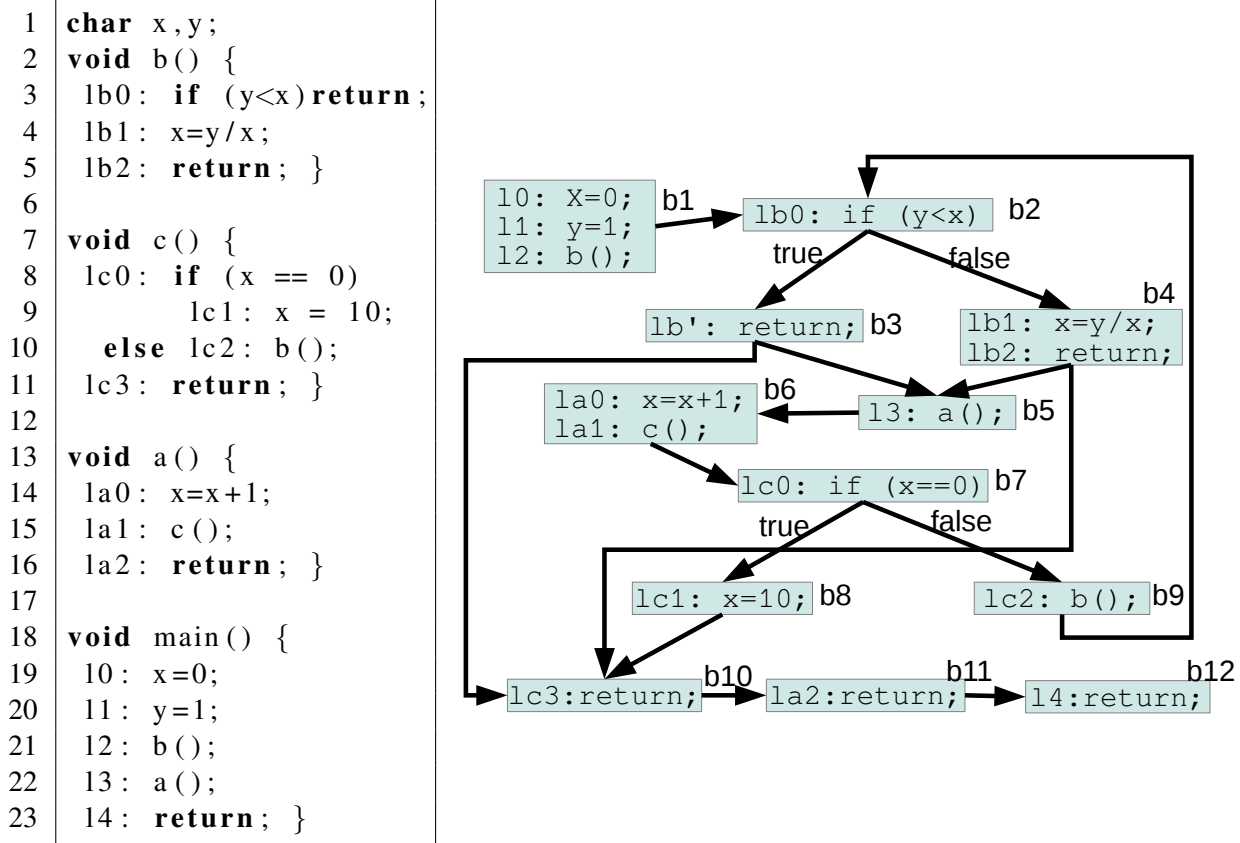 1 char x,y;
2 void b() {
3 lb0: if (y<x)return;
4 lb1: x=y/x;
5 lb2: return; }
6
7 void c() {
8 lc0: if (x == 0)
9 lc1: x = 10;
10 else lc2: b();
11 lc3: return; }
12
13 void a() {
14 la0: x=x+1;
15 la1: c();
16 la2: return; }
17
18 void main() {
19 l0: x=0;
20 l1: y=1;
21 l2: b();
22 l3: a();
23 l4: return; }
l0: X=0;
l1: y=1;
l2: b();
b1
lb0: if (y<x)
b2
true
false
lb': return;
b3
b4
lb1: x=y/x;
lb2: return;
la0: x=x+1;
la1: c();
b6
l3: a();
b5
lc0: if (x==0)
b7
true
false
lc1: x=10;
b8
lc2: b();
b9
lc3:return;
b10
la2:return;
b11
l4:return;
b12